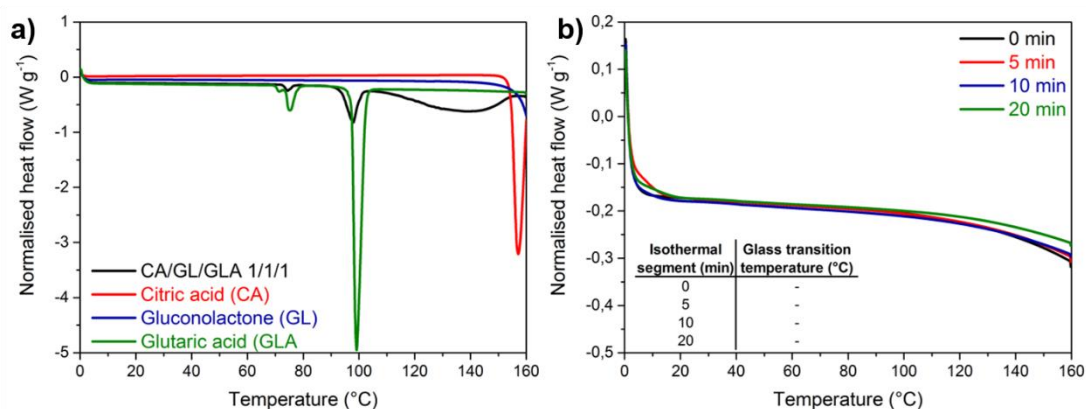 a)
1
0
-1
-2
-3
-4
-5
Normalised heat flow (W g⁻¹)
CA/GL/GLA 1/1/1
Citric acid (CA)
Gluconolactone (GL)
Glutaric acid (GLA
0 20 40 60 80 100 120 140 160
Temperature (°C)
b)
0,2
0,1
0,0
-0,1
-0,2
-0,3
-0,5
Normalised heat flow (W g⁻¹)
0 min
5 min
10 min
20 min
Isothermal Glass transition
segment (min) temperature (°C)
0 -
5 -
10 -
20 -
0 20 40 60 80 100 120 140 160
Temperature (°C)